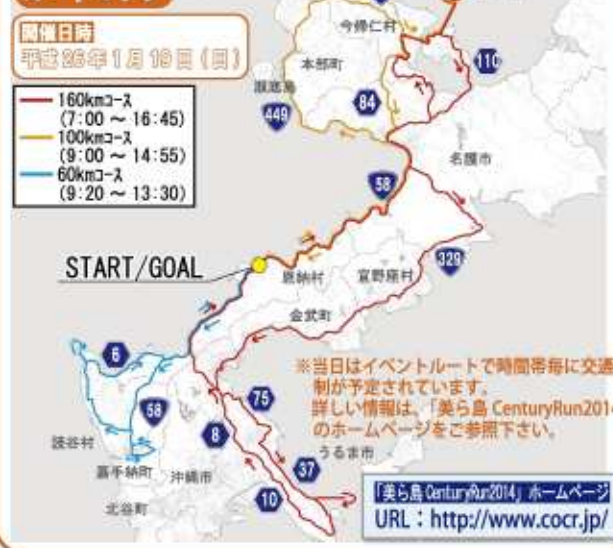 開催日時
平成26年1月19日(日)
160kmコース
(7:00 ～ 16:45)
100kmコース
(9:00 ～ 14:55)
60kmコース
(9:20 ～ 13:30)
今帰仁村
本部町
瀬底島
449
84
110
名護市
58
START/GOAL
恩納村
宜野座村
329
金武町
6
58
75
8
37
10
読谷村
嘉手納町
沖縄市
北谷町
うるま市
※当日はイベントルートで時間帯毎に交通
制が予定されています。
詳しい情報は、「美ら島 CenturyRun2014
のホームページをご参照下さい。
「美ら島 CenturyRun2014」ホームページ
URL：http://www.cocr.jp/